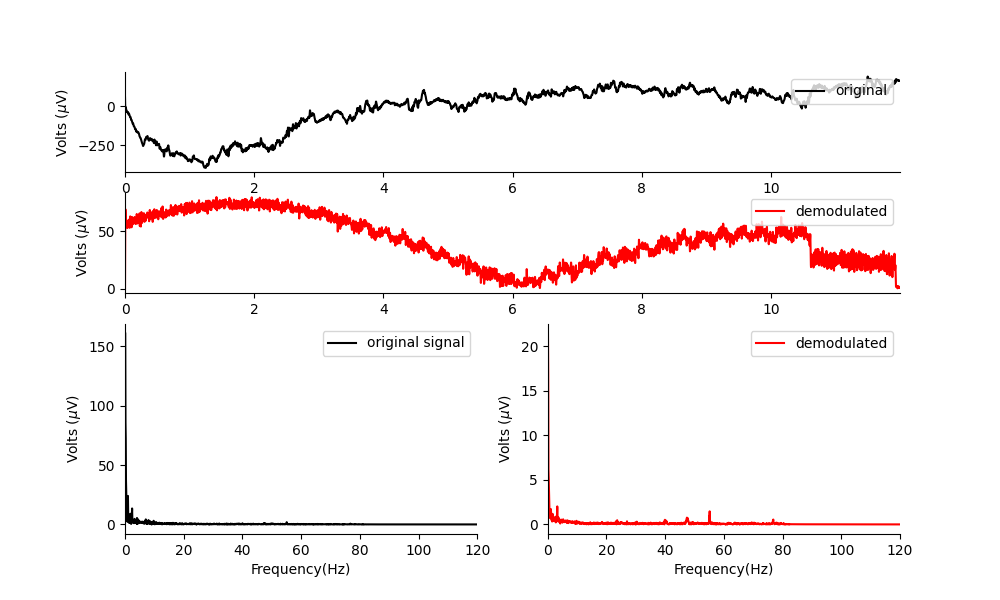 Volts (μV)
0
−250
original
0 2 4 6 8 10
Volts (μV)
50
0
demodulated
0 2 4 6 8 10
Volts (μV)
150
100
50
0
original signal
0 20 40 60 80 100 120
Frequency(Hz)
Volts (μV)
20
15
10
5
0
demodulated
0 20 40 60 80 100 120
Frequency(Hz)